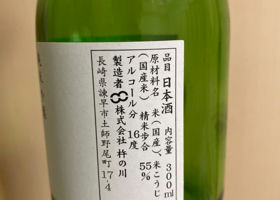 品目 日本酒 内容量 300ml
原材料名 米(国産)、米こうじ
(国産米) 精米歩合 55%
アルコール分 16度
製造者 株式会社 杵の川
長崎県諫早市土師野尾町17-4